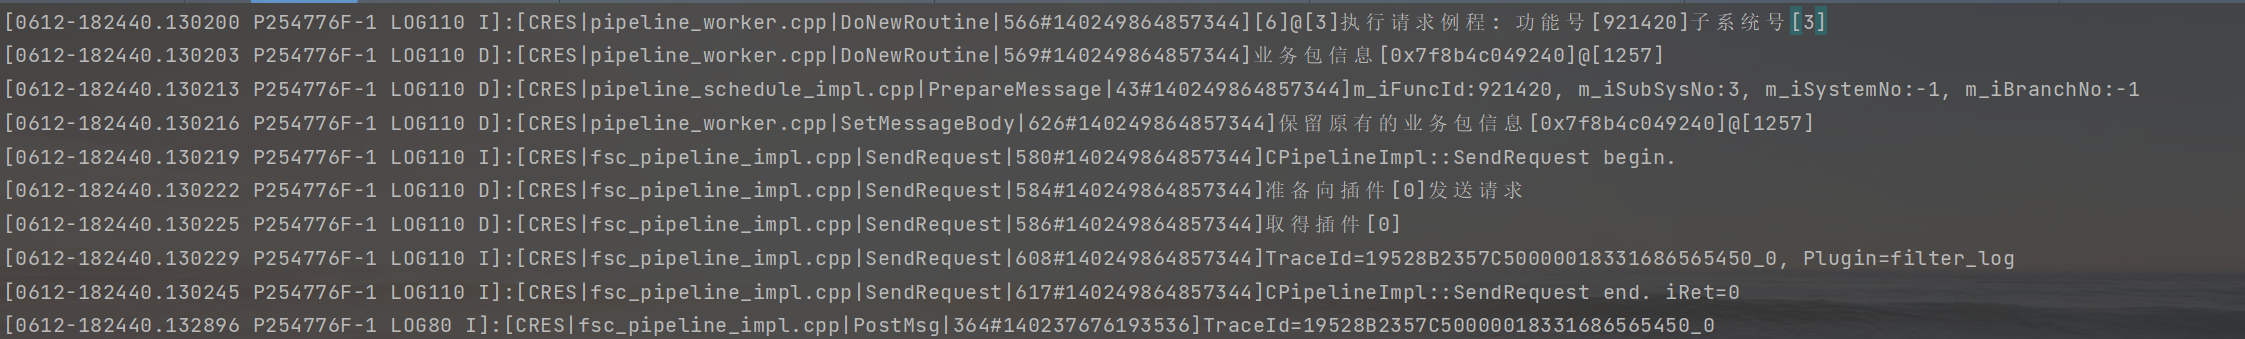 [0612-182440.130200 P254776F-1 LOG110 I]:[CRES|pipeline_worker.cpp|DoNewRoutine|566#140249864857344][6]@[3]执行请求例程: 功能号[921420]子系统号[3]
[0612-182440.130203 P254776F-1 LOG110 D]:[CRES|pipeline_worker.cpp|DoNewRoutine|569#140249864857344]业务包信息[0x7f8b4c049240]@[1257]
[0612-182440.130213 P254776F-1 LOG110 D]:[CRES|pipeline_schedule_impl.cpp|PrepareMessage|43#140249864857344]m_iFuncId:921420, m_iSubSysNo:3, m_iSystemNo:-1, m_iBranchNo:-1
[0612-182440.130216 P254776F-1 LOG110 D]:[CRES|pipeline_worker.cpp|SetMessageBody|626#140249864857344]保留原有的业务包信息[0x7f8b4c049240]@[1257]
[0612-182440.130219 P254776F-1 LOG110 I]:[CRES|fsc_pipeline_impl.cpp|SendRequest|580#140249864857344]CPipelineImpl::SendRequest begin.
[0612-182440.130222 P254776F-1 LOG110 D]:[CRES|fsc_pipeline_impl.cpp|SendRequest|584#140249864857344]准备向插件[0]发送请求
[0612-182440.130225 P254776F-1 LOG110 D]:[CRES|fsc_pipeline_impl.cpp|SendRequest|586#140249864857344]取得插件[0]
[0612-182440.130229 P254776F-1 LOG110 I]:[CRES|fsc_pipeline_impl.cpp|SendRequest|608#140249864857344]TraceId=19528B2357C50000018331686565450_0, Plugin=filter_log
[0612-182440.130245 P254776F-1 LOG110 I]:[CRES|fsc_pipeline_impl.cpp|SendRequest|617#140249864857344]CPipelineImpl::SendRequest end. iRet=0
[0612-182440.132896 P254776F-1 LOG80 I]:[CRES|fsc_pipeline_impl.cpp|PostMsg|364#140237676193536]TraceId=19528B2357C50000018331686565450_0